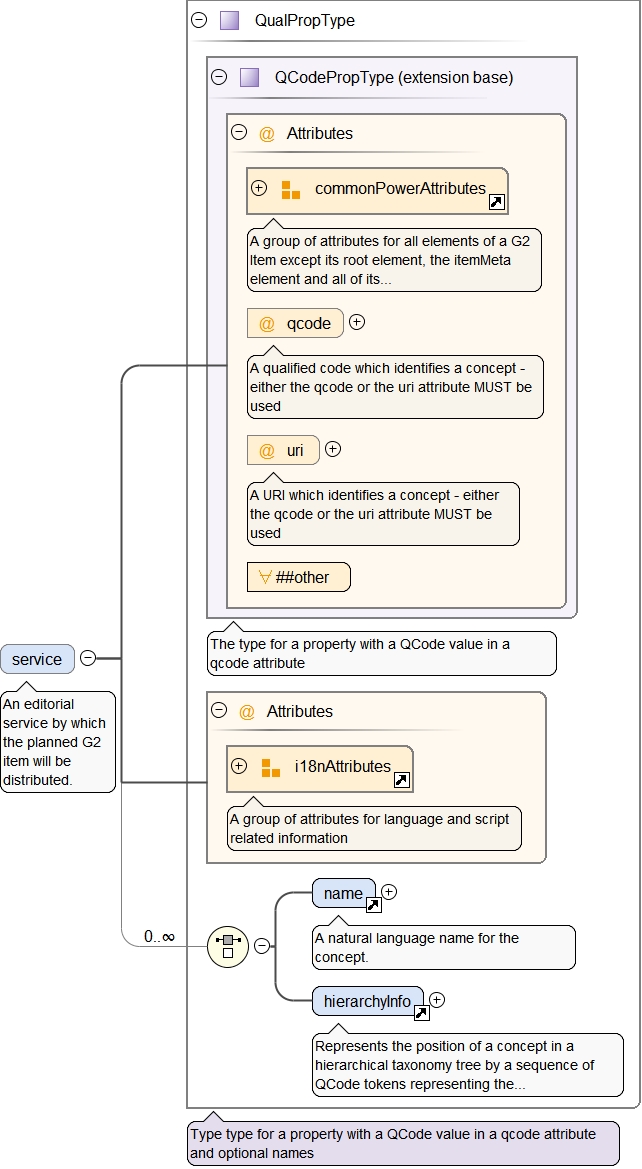 QualPropType
QCodePropType (extension base)
@ Attributes
commonPowerAttributes
A group of attributes for all elements of a G2
Item except its root element, the itemMeta
element and all of its...
@ qcode
A qualified code which identifies a concept -
either the qcode or the uri attribute MUST be
used
@ uri
A URI which identifies a concept - either
the qcode or the uri attribute MUST be
used
##other
The type for a property with a QCode value in a
qcode attribute
service
An editorial
service by which
the planned G2
item will be
distributed.
@ Attributes
i18nAttributes
A group of attributes for language and script
related information
0..∞
name
A natural language name for the
concept.
hierarchyInfo
Represents the position of a concept in a
hierarchical taxonomy tree by a sequence of
QCode tokens representing the...
Type type for a property with a QCode value in a qcode attribute
and optional names